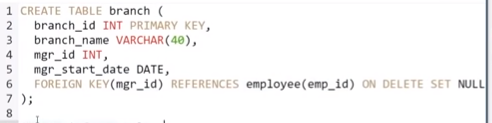 1 CREATE TABLE branch (
2 branch_id INT PRIMARY KEY,
3 branch_name VARCHAR(40),
4 mgr_id INT,
5 mgr_start_date DATE,
6 FOREIGN KEY(mgr_id) REFERENCES employee(emp_id) ON DELETE SET NULL
7 );
8